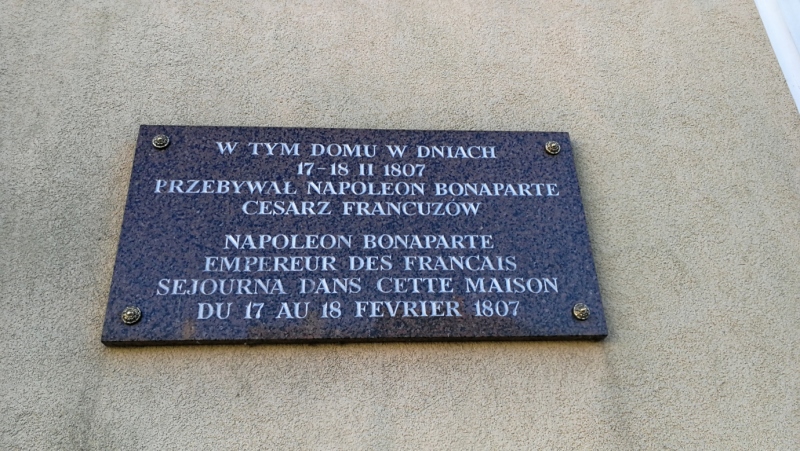 W TYM DOMU W DNIACH
17-18 II 1807
PRZEBYWAŁ NAPOLEON BONAPARTE
CESARZ FRANCUZÓW
NAPOLEON BONAPARTE
EMPEREUR DES FRANCAIS
SEJOURNA DANS CETTE MAISON
DU 17 AU 18 FEVRIER 1807